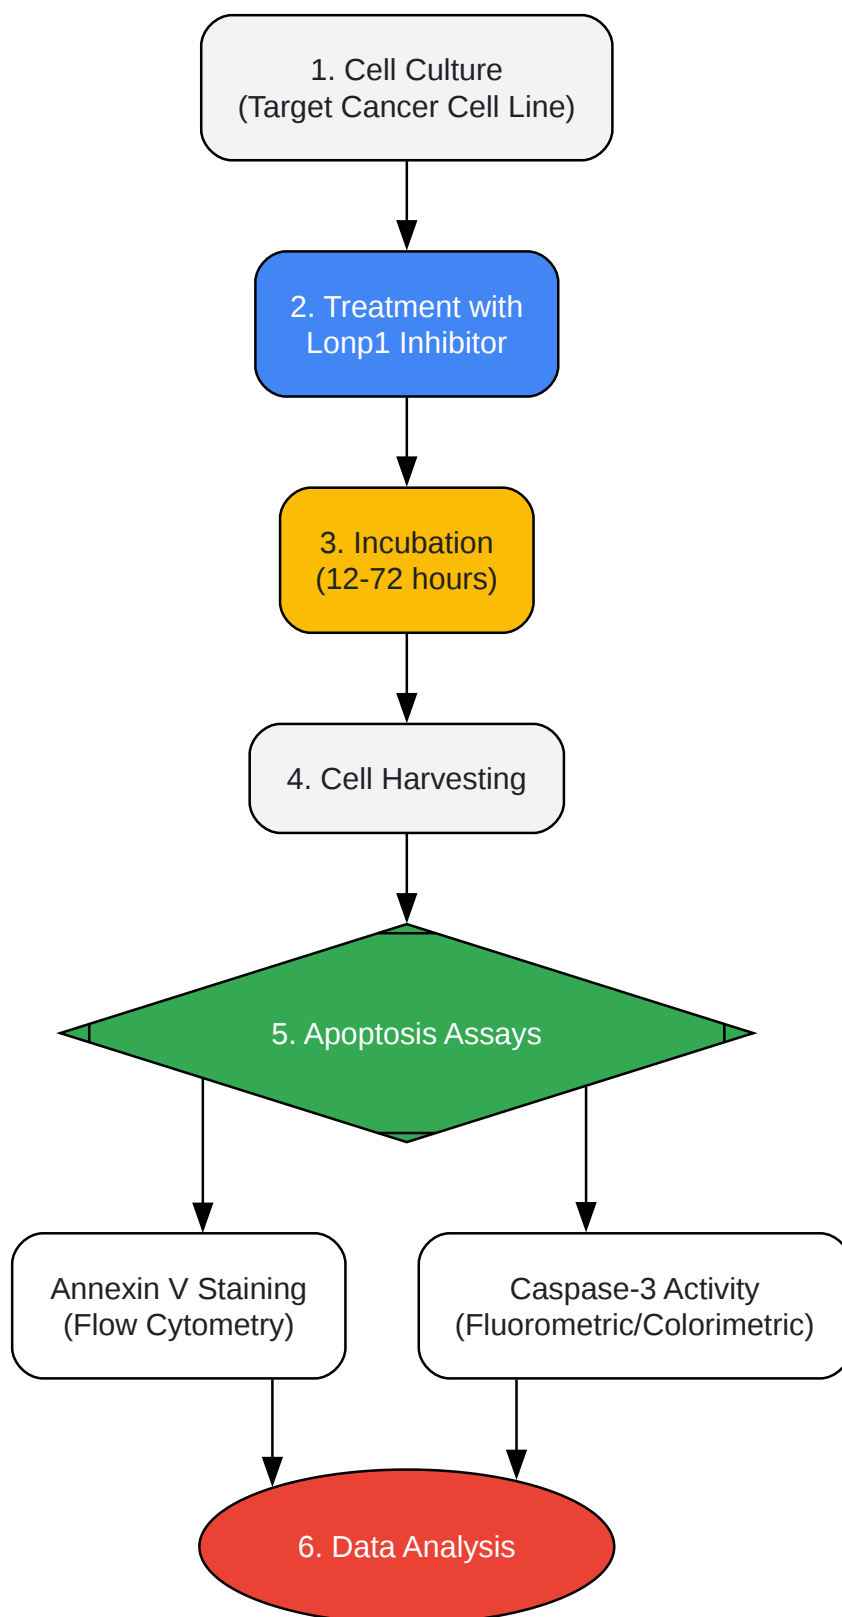 1. Cell Culture
(Target Cancer Cell Line)
2. Treatment with
Lonp1 Inhibitor
3. Incubation
(12-72 hours)
4. Cell Harvesting
5. Apoptosis Assays
Annexin V Staining
(Flow Cytometry)
Caspase-3 Activity
(Fluorometric/Colorimetric)
6. Data Analysis